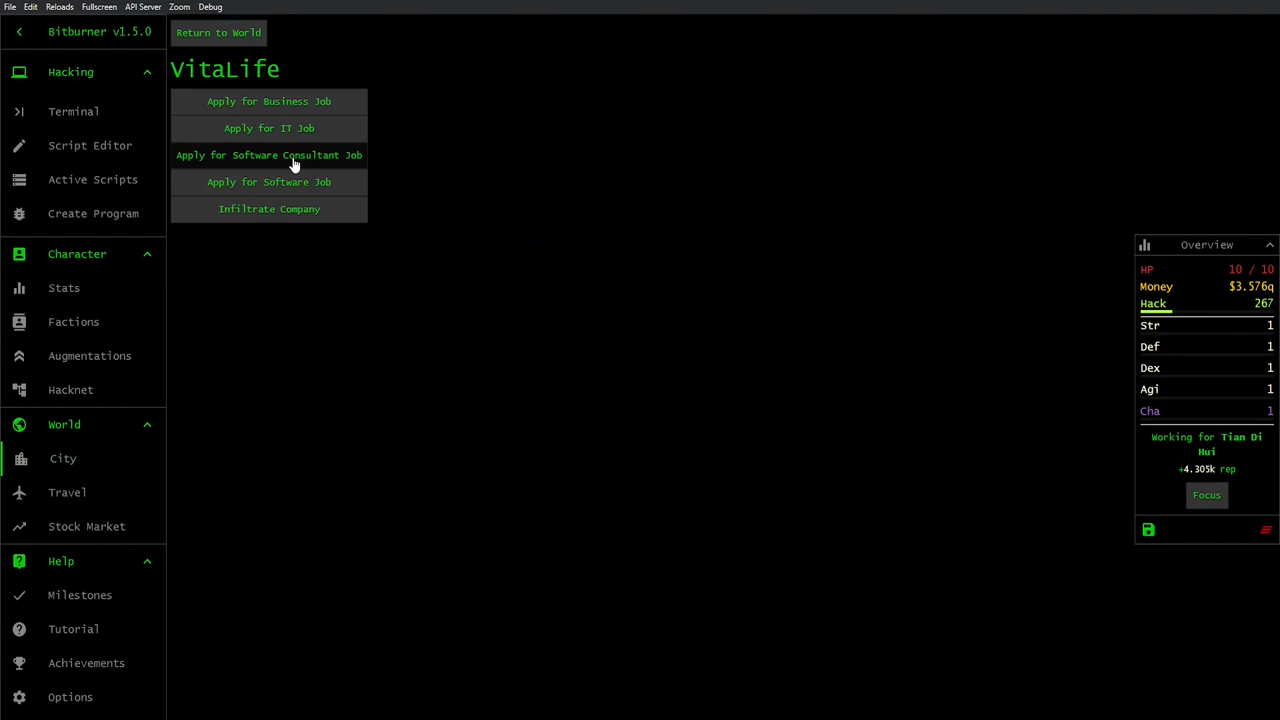 File Edit Reloads Fullscreen API Server Zoom Debug
Bitburner v1.5.0
Hacking
Terminal
Script Editor
Active Scripts
Create Program
Character
Stats
Factions
Augmentations
Hacknet
World
City
Travel
Stock Market
Help
Milestones
Tutorial
Achievements
Options
Return to World
VitaLife
Apply for Business Job
Apply for IT Job
Apply for Software Consultant Job
Apply for Software Job
Infiltrate Company
Overview
HP 10 / 10
Money $3.576q
Hack 267
Str 1
Def 1
Dex 1
Agi 1
Cha 1
Working for Tian Di
Hui
+4.305k rep
Focus